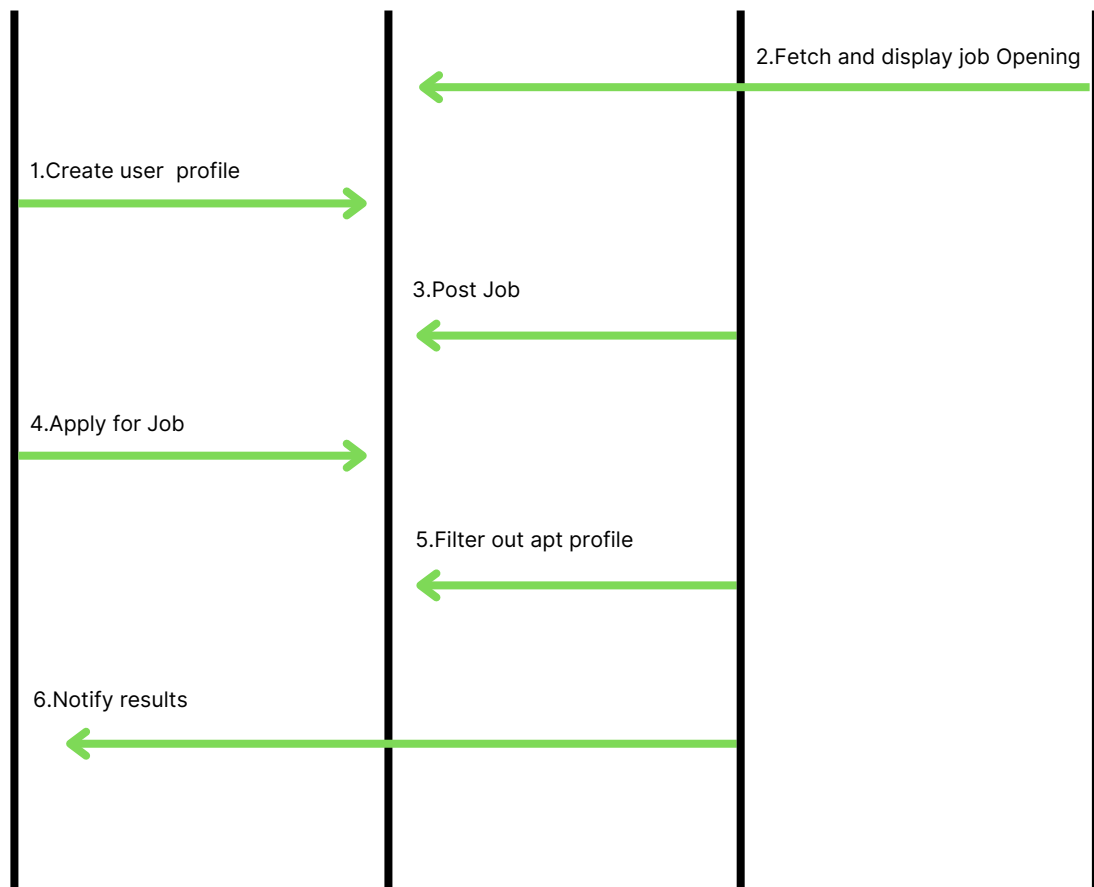 2.Fetch and display job Opening
1.Create user  profile
3.Post Job
4.Apply for Job
5.Filter out apt profile
6.Notify results